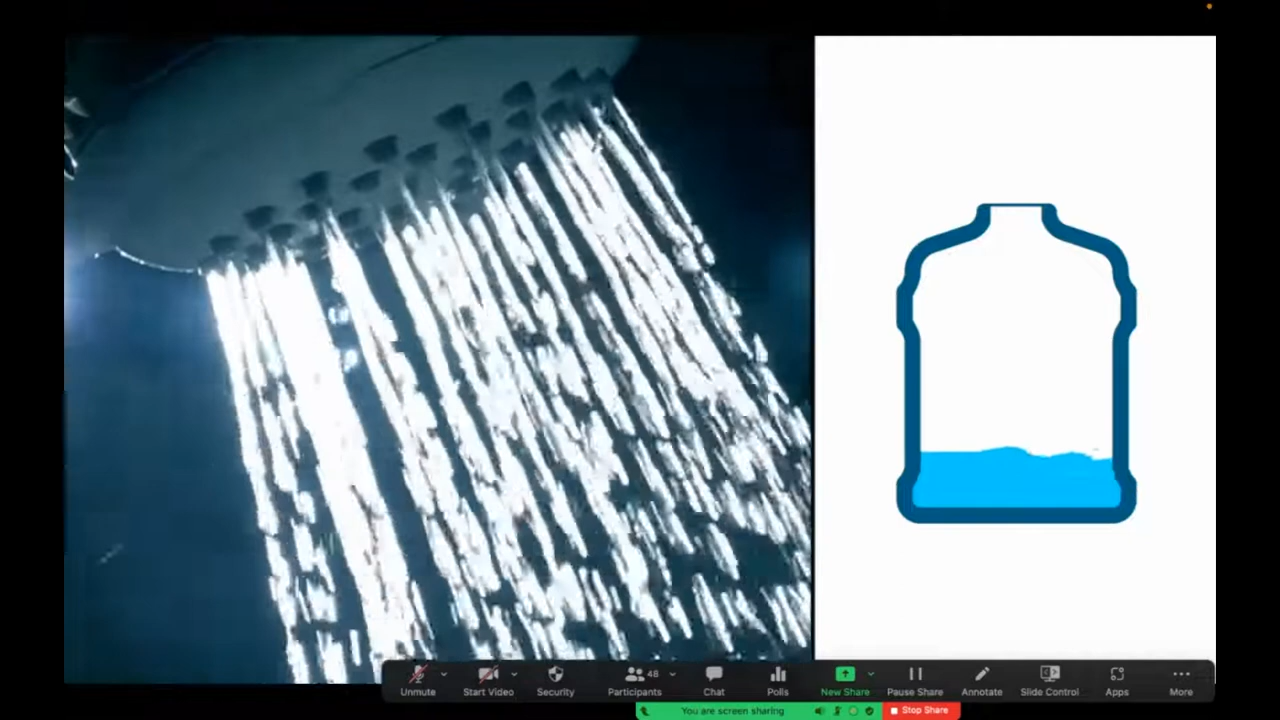 48
Unmute
Start Video
Security
Participants
Chat
Polls
New Share
Pause Share
Annotate
Slide Control
Apps
More
You are screen sharing
Stop Share